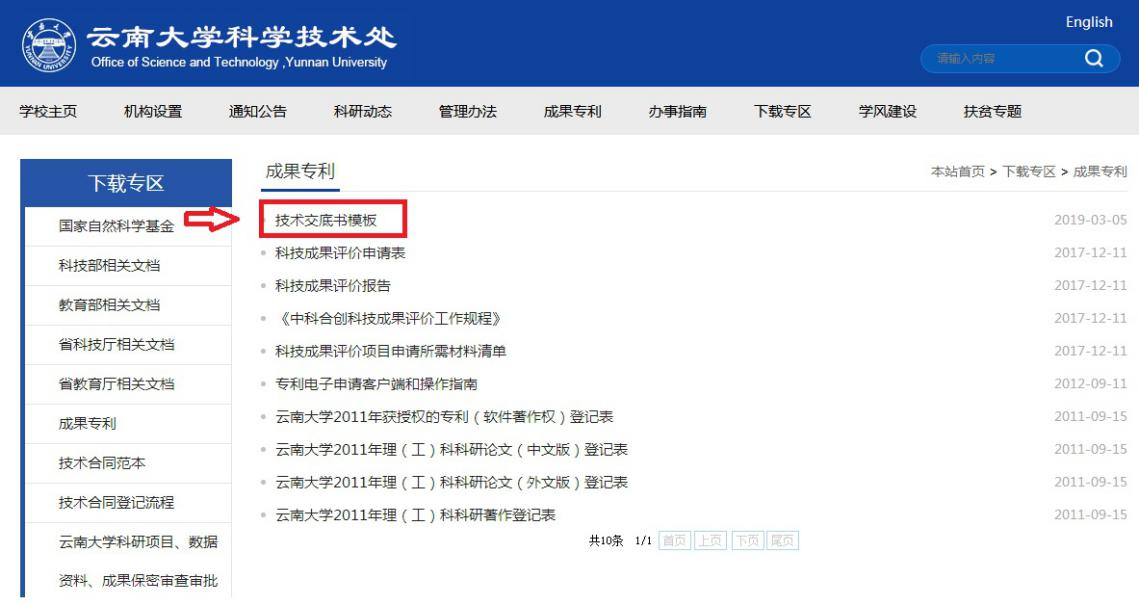 云南大学科学技术处
Office of Science and Technology ,Yunnan University
English
请输入内容
学校主页 机构设置 通知公告 科研动态 管理办法 成果专利 办事指南 下载专区 学风建设 扶贫专题
下载专区
国家自然科学基金
科技部相关文档
教育部相关文档
省科技厅相关文档
省教育厅相关文档
成果专利
技术合同范本
技术合同登记流程
云南大学科研项目、数据
资料、成果保密审查审批
成果专利
本站首页 > 下载专区 > 成果专利
技术交底书模板 2019-03-05
科技成果评价申请表 2017-12-11
科技成果评价报告 2017-12-11
《中科合创科技成果评价工作规程》 2017-12-11
科技成果评价项目申请所需材料清单 2017-12-11
专利电子申请客户端和操作指南 2012-09-11
云南大学2011年获授权的专利（软件著作权）登记表 2011-09-15
云南大学2011年理（工）科科研论文（中文版）登记表 2011-09-15
云南大学2011年理（工）科科研论文（外文版）登记表 2011-09-15
云南大学2011年理（工）科科研著作登记表 2011-09-15
共10条 1/1 首页 上页 下页 尾页